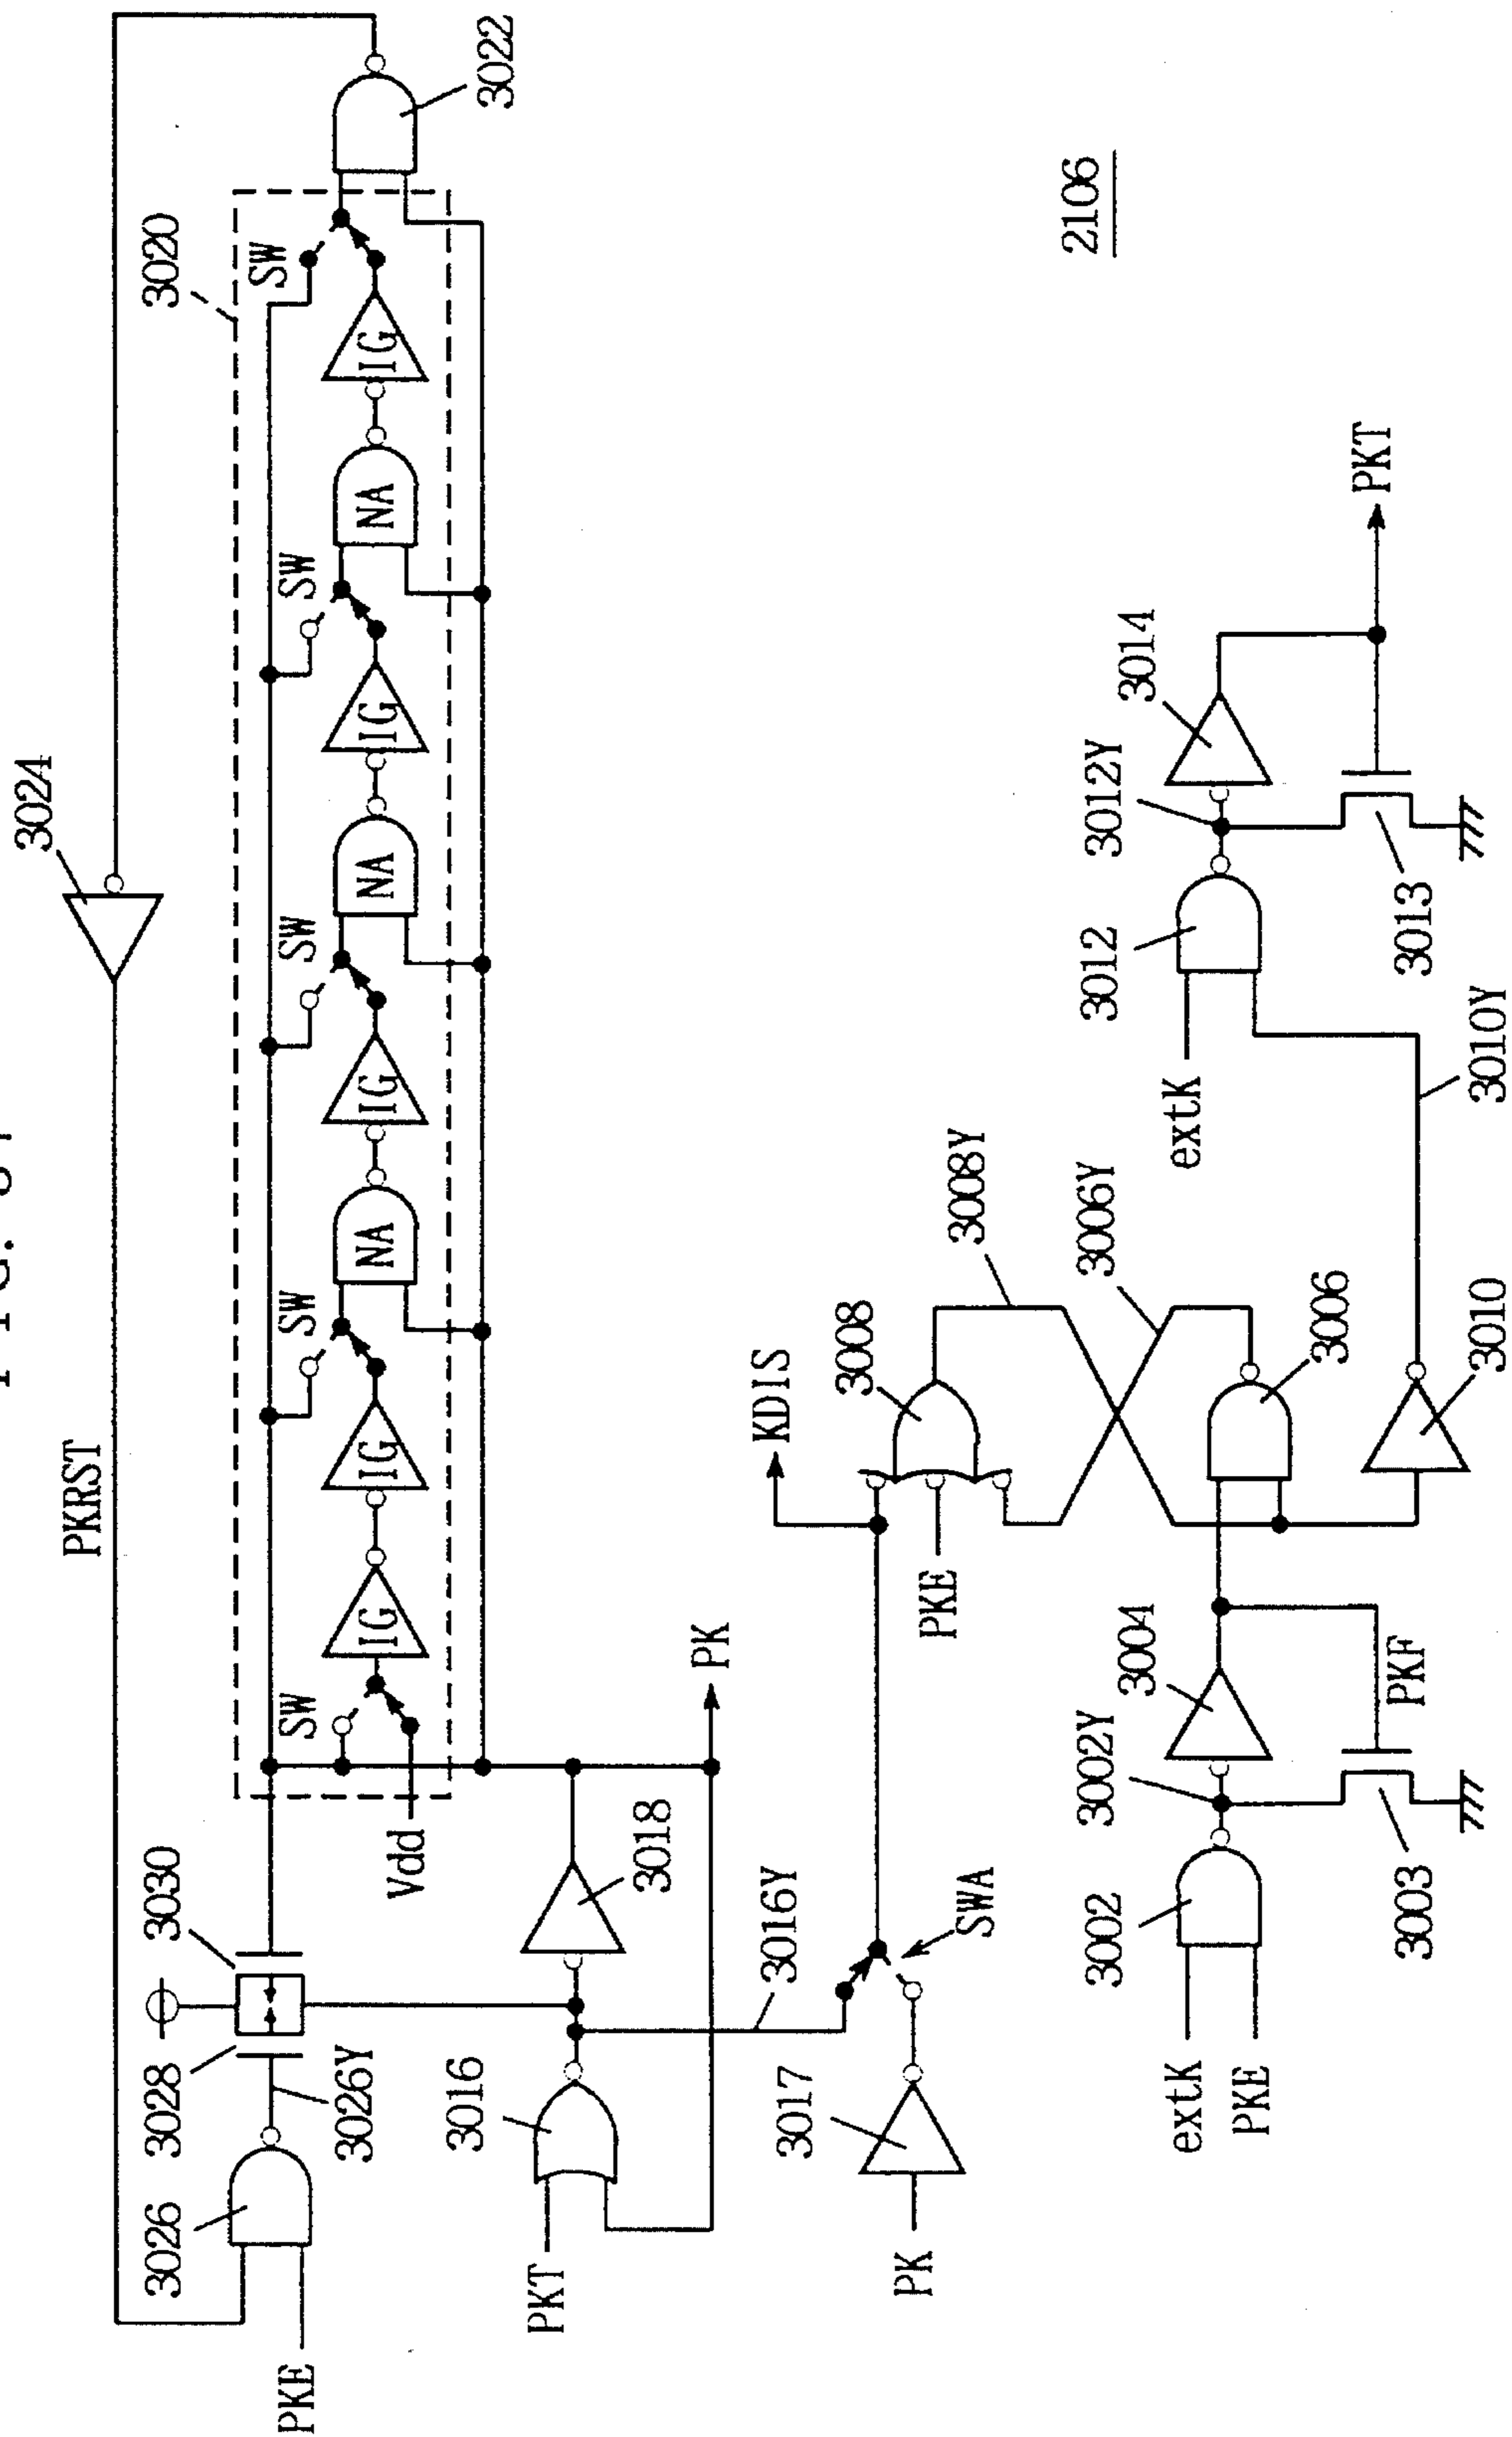 3024
PKRST
3020
SW
SW
SW
SW
SW
IG
IG
NA
IG
NA
IG
NA
IG
3022
3030
3028
3026Y
3026
PKE
Vdd
3018
3016
PKT
PK
3016Y
SWA
3017
PK
KDIS
3008
PKE
3008Y
3006Y
3006
3010
3010Y
3002
extK
PKE
3002Y
3003
3004
PKF
extK
3012
3012Y
3013
3014
PKT
2106